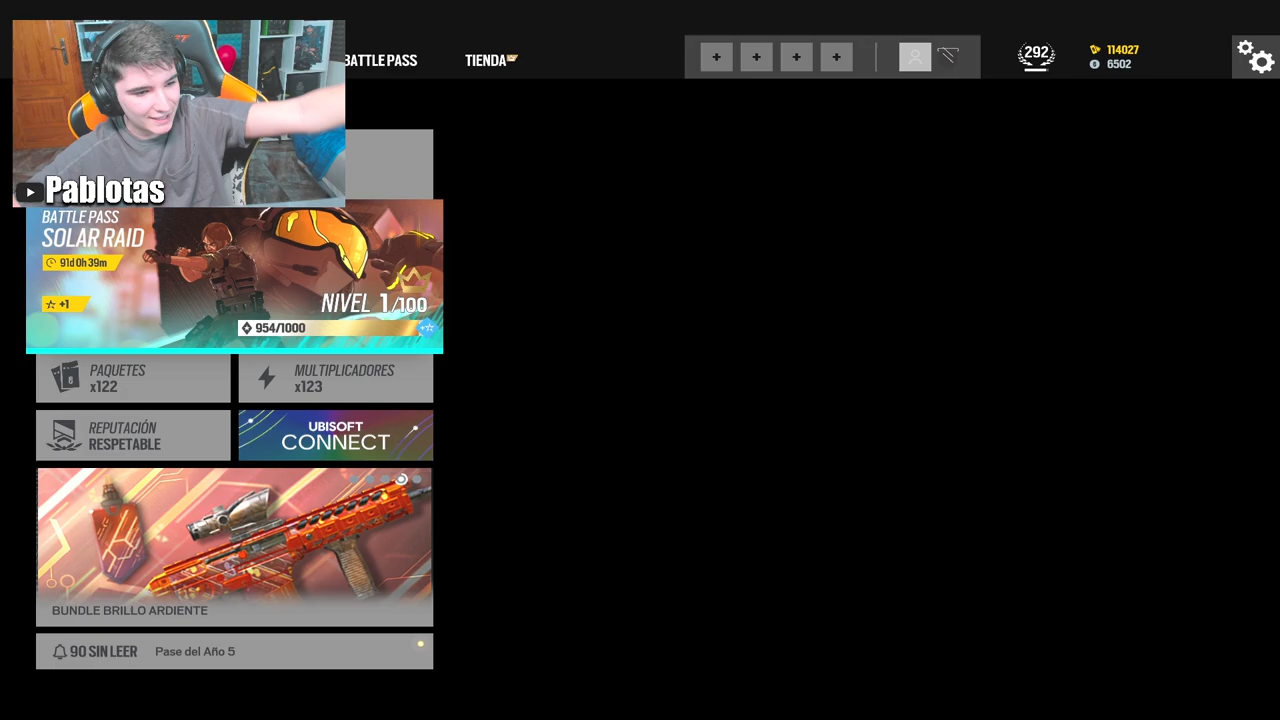 BATTLE PASS
TIENDA
292
114027
6502
Pablotas
BATTLE PASS
SOLAR RAID
91d 0h 39m
+1
NIVEL 1/100
954/1000
PAQUETES
x122
MULTIPLICADORES
x123
REPUTACIÓN
RESPETABLE
UBISOFT
CONNECT
BUNDLE BRILLO ARDIENTE
90 SIN LEER
Pase del Año 5